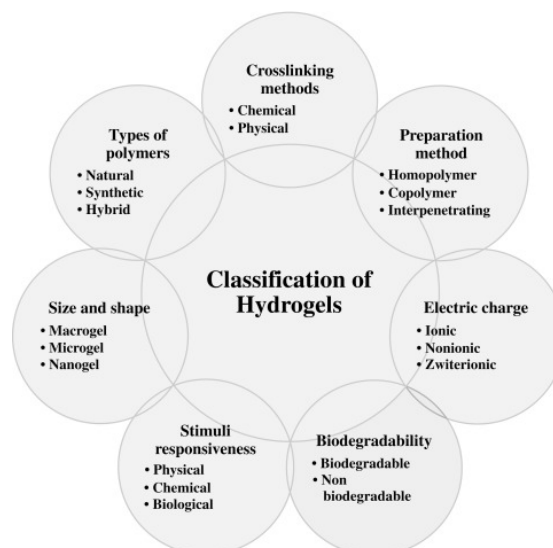 Crosslinking
methods
• Chemical
• Physical
Preparation
method
• Homopolymer
• Copolymer
• Interpenetrating
Electric charge
• Ionic
• Nonionic
• Zwiterionic
Biodegradability
• Biodegradable
• Non
biodegradable
Stimuli
responsiveness
• Physical
• Chemical
• Biological
Size and shape
• Macrogel
• Microgel
• Nanogel
Types of
polymers
• Natural
• Synthetic
• Hybrid
Classification of
Hydrogels